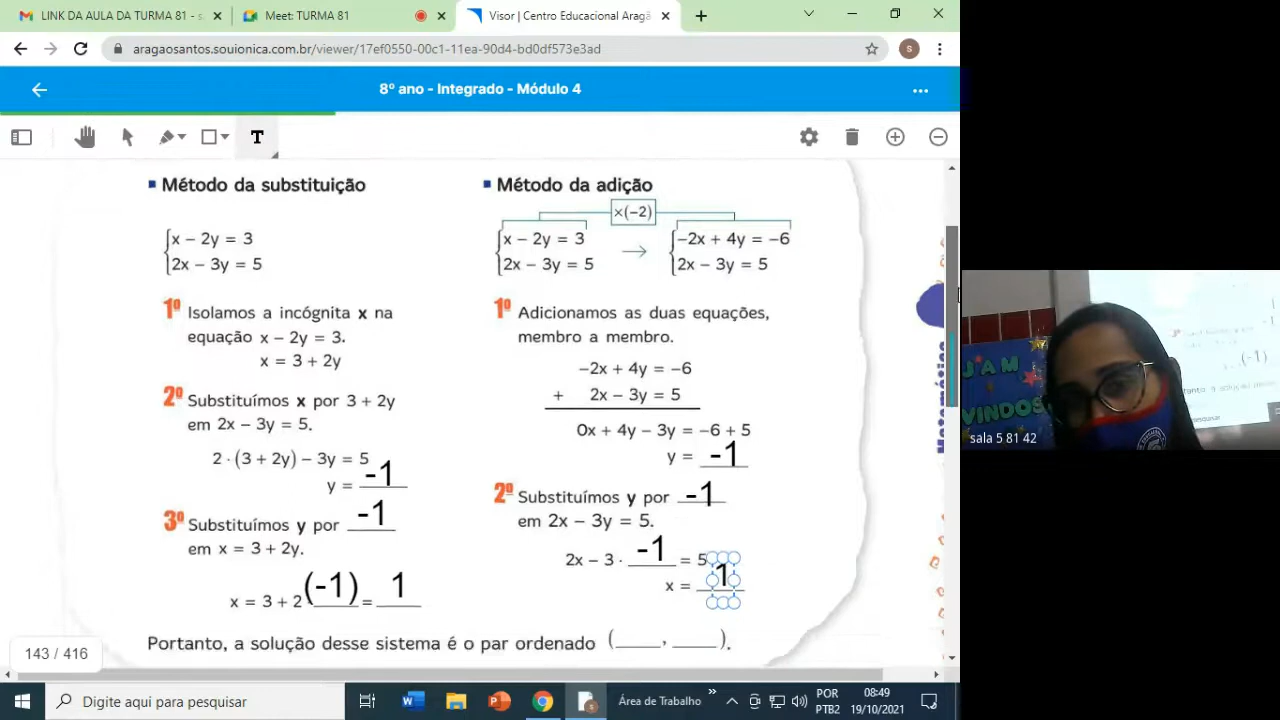 LINK DA AULA DA TURMA 81 - s
Meet: TURMA 81
Visor | Centro Educacional Aragã
aragaosantos.souionica.com.br/viewer/17ef0550-00c1-11ea-90d4-bd0df573e3ad
s
8º ano - Integrado - Módulo 4
T
Método da substituição
x – 2y = 3
2x – 3y = 5
1º Isolamos a incógnita x na
equação x – 2y = 3.
x = 3 + 2y
2º Substituímos x por 3 + 2y
em 2x – 3y = 5.
2 · (3 + 2y) – 3y = 5
y = -1
3º Substituímos y por -1
em x = 3 + 2y.
x = 3 + 2 (-1) = 1
Método da adição
×(–2)
x – 2y = 3 → –2x + 4y = –6
2x – 3y = 5 2x – 3y = 5
1º Adicionamos as duas equações,
membro a membro.
–2x + 4y = –6
+ 2x – 3y = 5
0x + 4y – 3y = –6 + 5
y = -1
2º Substituímos y por -1
em 2x – 3y = 5.
2x – 3 · -1 = 5
x = 1
Portanto, a solução desse sistema é o par ordenado (____, ____).
143 / 416
Digite aqui para pesquisar
Área de Trabalho
POR
PTB2
08:49
19/10/2021
JAM
VINDOS
(-1)
sala 5 81 42